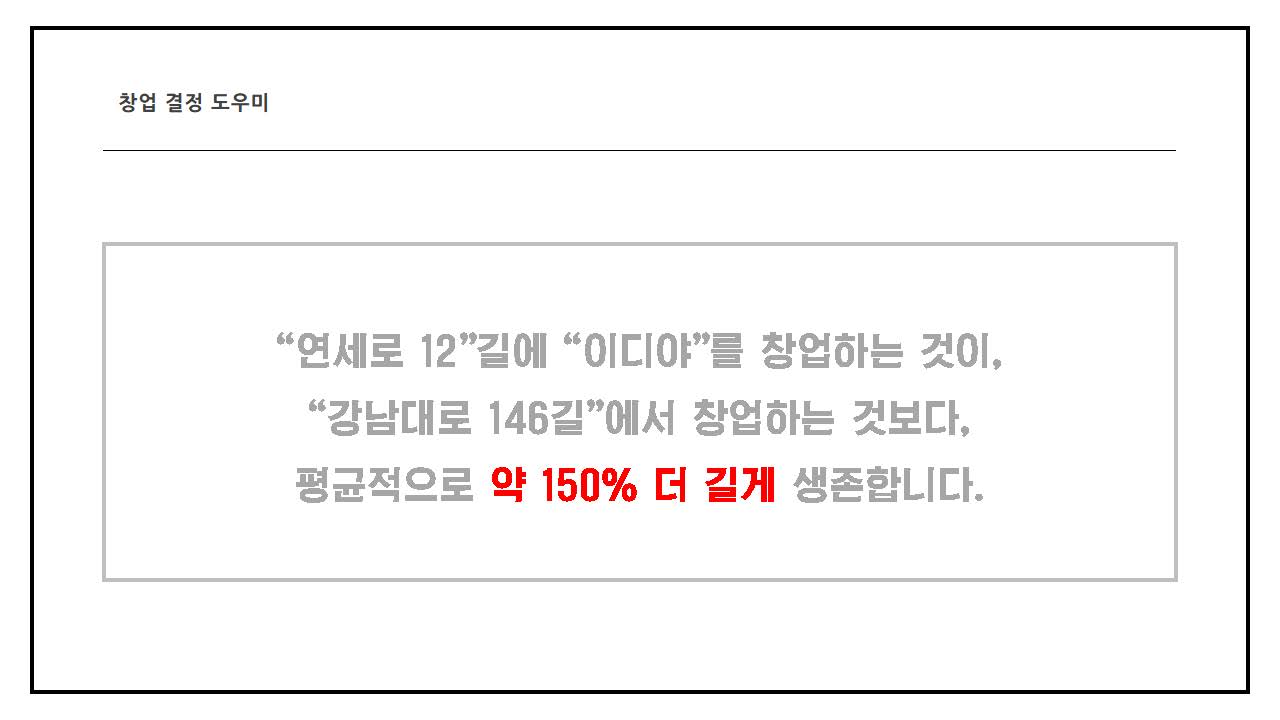 창업 결정 도우미
“연세로 12”길에 “이디야”를 창업하는 것이,
“강남대로 146길”에서 창업하는 것보다,
평균적으로 약 150% 더 길게 생존합니다.